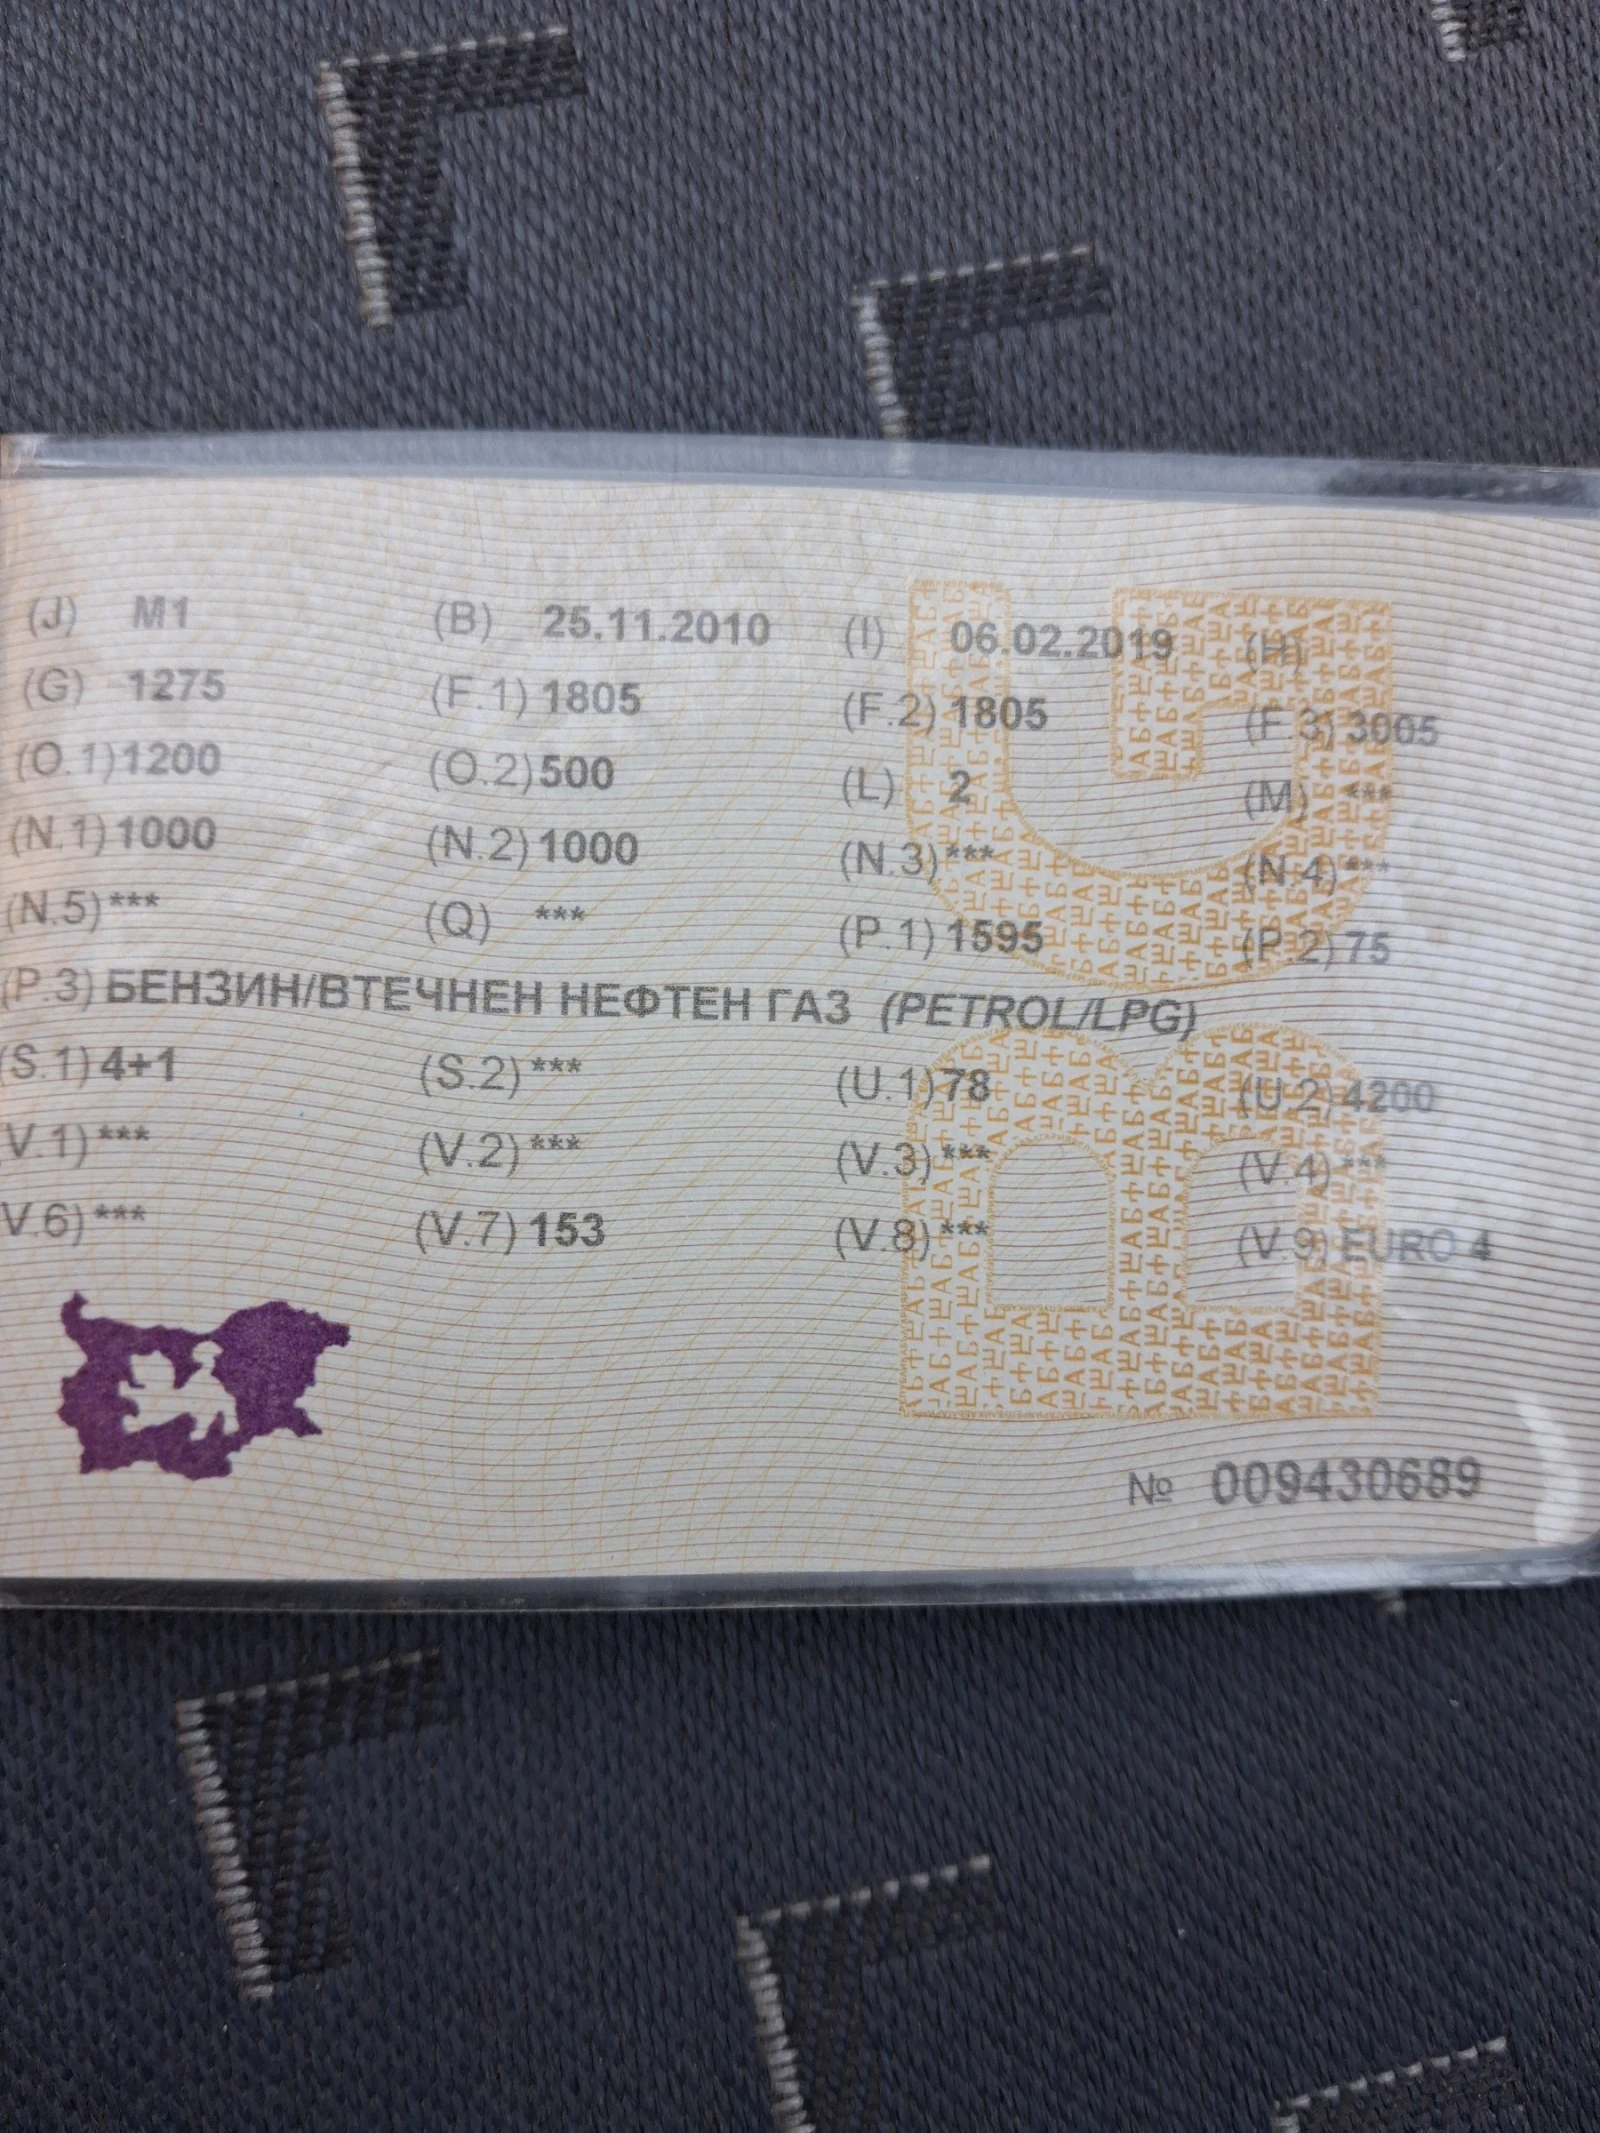 (J) M1 (B) 25.11.2010 (I) 06.02.2019 (H)
(G) 1275 (F.1) 1805 (F.2) 1805 (F.3) 3005
(O.1) 1200 (O.2) 500 (L) 2 (M) ***
(N.1) 1000 (N.2) 1000 (N.3) *** (N.4) ***
(N.5) *** (Q) *** (P.1) 1595 (P.2) 75
(P.3) БЕНЗИН/ВТЕЧНЕН НЕФТЕН ГАЗ (PETROL/LPG)
(S.1) 4+1 (S.2) *** (U.1) 78 (U.2) 4200
V.1) *** (V.2) *** (V.3) *** (V.4) ***
V.6) *** (V.7) 153 (V.8) *** (V.9) EURO 4
№ 009430689